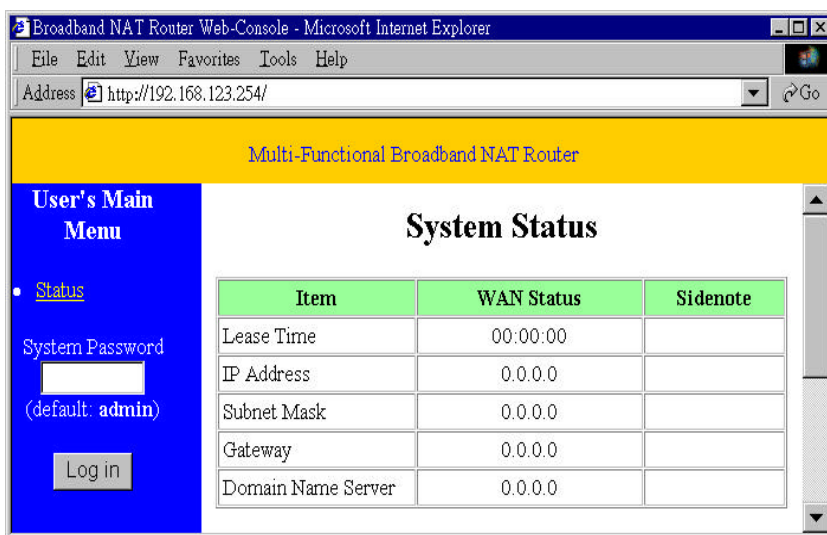 Broadband NAT Router Web-Console - Microsoft Internet Explorer
File Edit View Favorites Tools Help
Address http://192.168.123.254/ Go
Multi-Functional Broadband NAT Router
User's Main
Menu
Status
System Password
(default: admin)
Log in
System Status
Item WAN Status Sidenote
Lease Time 00:00:00
IP Address 0.0.0.0
Subnet Mask 0.0.0.0
Gateway 0.0.0.0
Domain Name Server 0.0.0.0